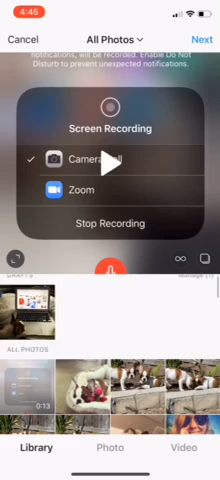 4:45
Cancel
All Photos
Next
notifications, will be recorded. Enable Do Not
Disturb to prevent unexpected notifications.
Screen Recording
Camera
Zoom
Stop Recording
ALL PHOTOS
0:13
Library
Photo
Video